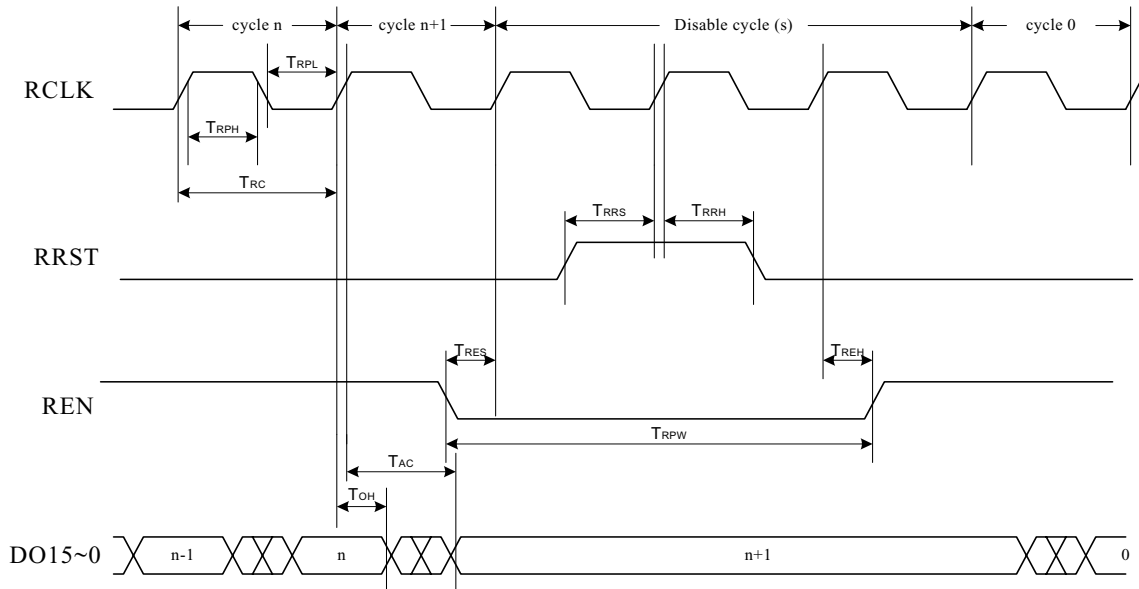 cycle n
cycle n+1
Disable cycle (s)
cycle 0
TRPL
RCLK
TRPH
TRC
TRRS
TRRH
RRST
TRES
TREH
REN
TRPW
TAC
TOH
DO15~0
n-1
n
n+1
0